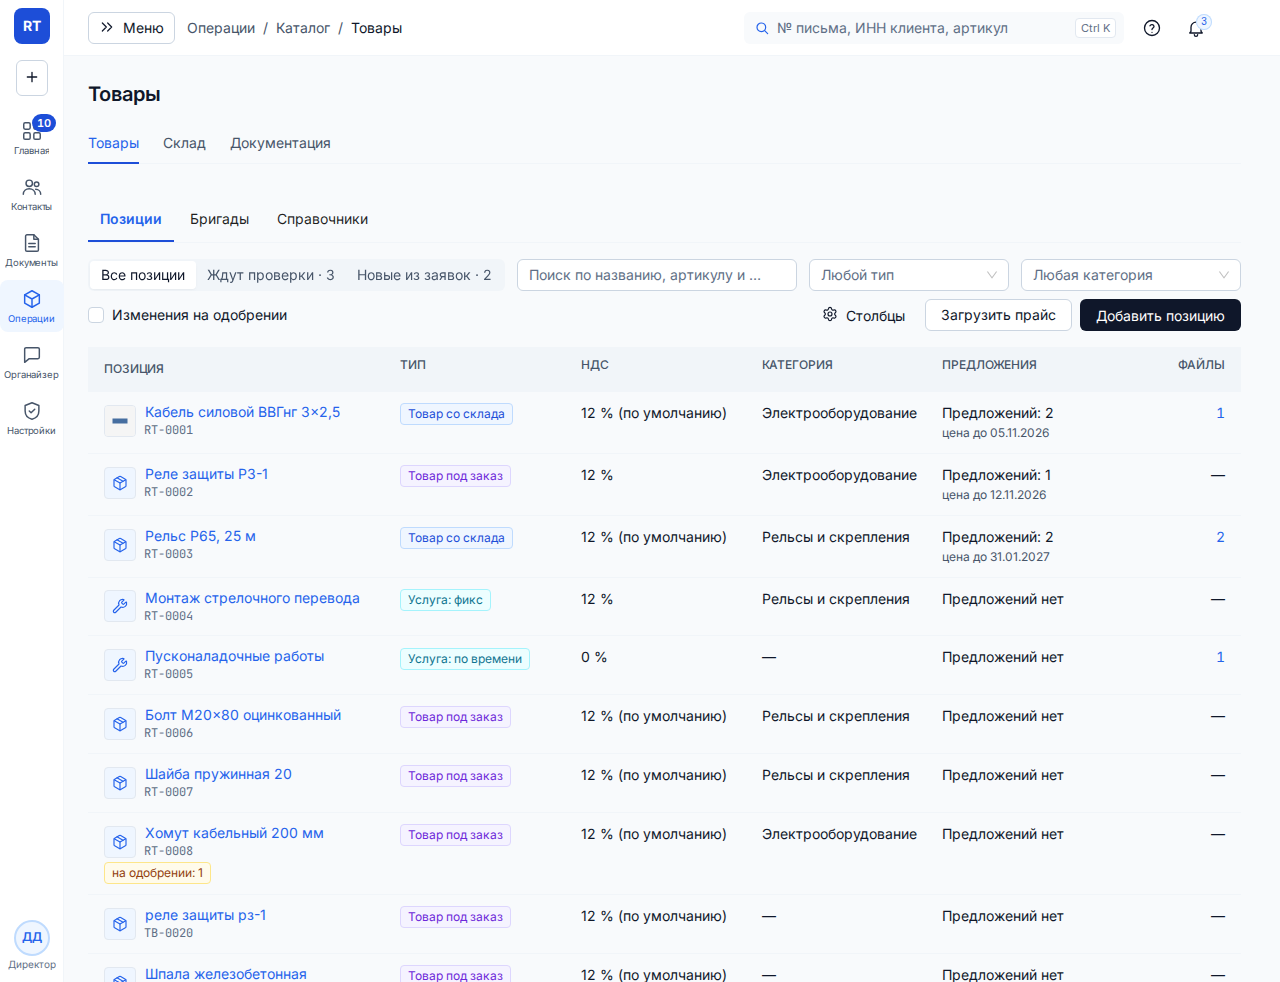 RT
Меню
Операции / Каталог / Товары
№ письма, ИНН клиента, артикул
Ctrl K
3
10
Главная
Контакты
Документы
Операции
Органайзер
Настройки
ДД
Директор
Товары
Товары Склад Документация
Позиции Бригады Справочники
Все позиции Ждут проверки · 3 Новые из заявок · 2
Поиск по названию, артикулу и ...
Любой тип
Любая категория
Изменения на одобрении
Столбцы
Загрузить прайс
Добавить позицию
ПОЗИЦИЯ ТИП НДС КАТЕГОРИЯ ПРЕДЛОЖЕНИЯ ФАЙЛЫ
Кабель силовой ВВГнг 3×2,5 Товар со склада 12 % (по умолчанию) Электрооборудование Предложений: 2 1
RT-0001 цена до 05.11.2026
Реле защиты РЗ-1 Товар под заказ 12 % Электрооборудование Предложений: 1 —
RT-0002 цена до 12.11.2026
Рельс Р65, 25 м Товар со склада 12 % (по умолчанию) Рельсы и скрепления Предложений: 2 2
RT-0003 цена до 31.01.2027
Монтаж стрелочного перевода Услуга: фикс 12 % Рельсы и скрепления Предложений нет —
RT-0004
Пусконаладочные работы Услуга: по времени 0 % — Предложений нет 1
RT-0005
Болт М20×80 оцинкованный Товар под заказ 12 % (по умолчанию) Рельсы и скрепления Предложений нет —
RT-0006
Шайба пружинная 20 Товар под заказ 12 % (по умолчанию) Рельсы и скрепления Предложений нет —
RT-0007
Хомут кабельный 200 мм Товар под заказ 12 % (по умолчанию) Электрооборудование Предложений нет —
RT-0008
на одобрении: 1
реле защиты рз-1 Товар под заказ 12 % (по умолчанию) — Предложений нет —
ТВ-0020
Шпала железобетонная Товар под заказ 12 % (по умолчанию) — Предложений нет —